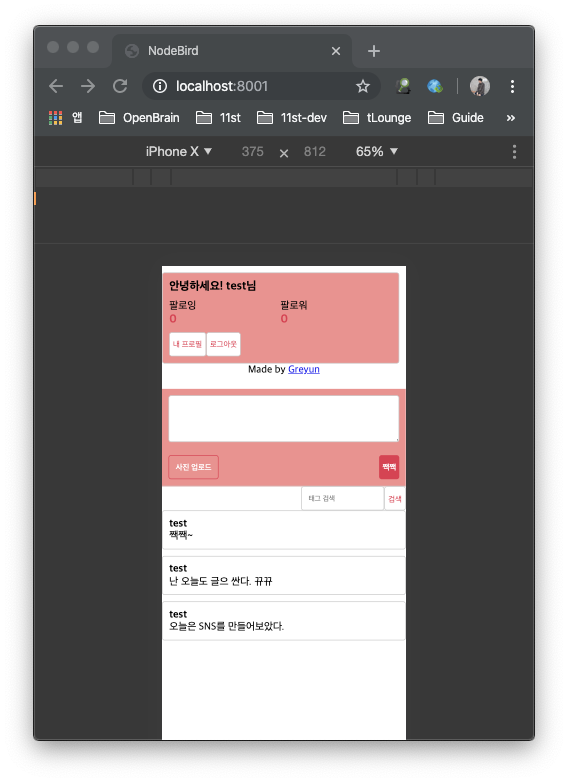 NodeBird
localhost:8001
앱 OpenBrain 11st 11st-dev tLounge Guide »
iPhone X ▼ 375 × 812 65% ▼
안녕하세요! test님
팔로잉 팔로워
0 0
내 프로필 로그아웃
Made by Greyun
사진 업로드 짹짹
태그 검색 검색
test
짹짹~
test
난 오늘도 글으 싼다. 뀨뀨
test
오늘은 SNS를 만들어보았다.